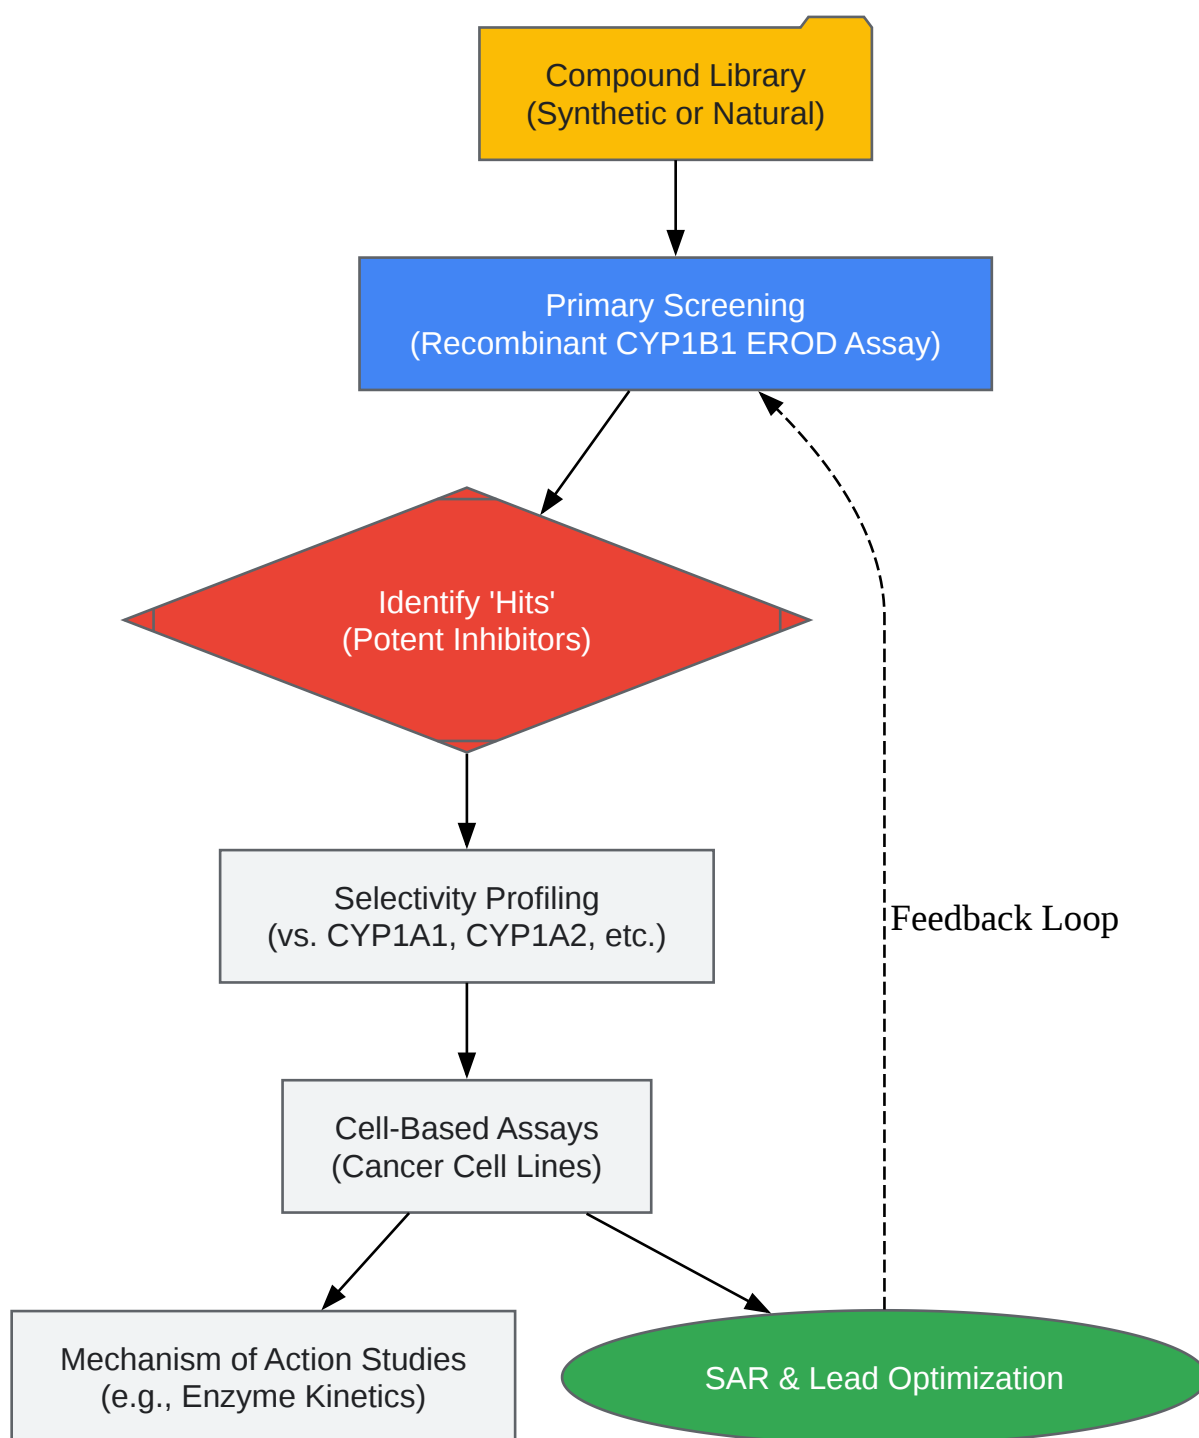 Compound Library
(Synthetic or Natural)
Primary Screening
(Recombinant CYP1B1 EROD Assay)
Identify 'Hits'
(Potent Inhibitors)
Selectivity Profiling
(vs. CYP1A1, CYP1A2, etc.)
Feedback Loop
Cell-Based Assays
(Cancer Cell Lines)
Mechanism of Action Studies
(e.g., Enzyme Kinetics)
SAR & Lead Optimization